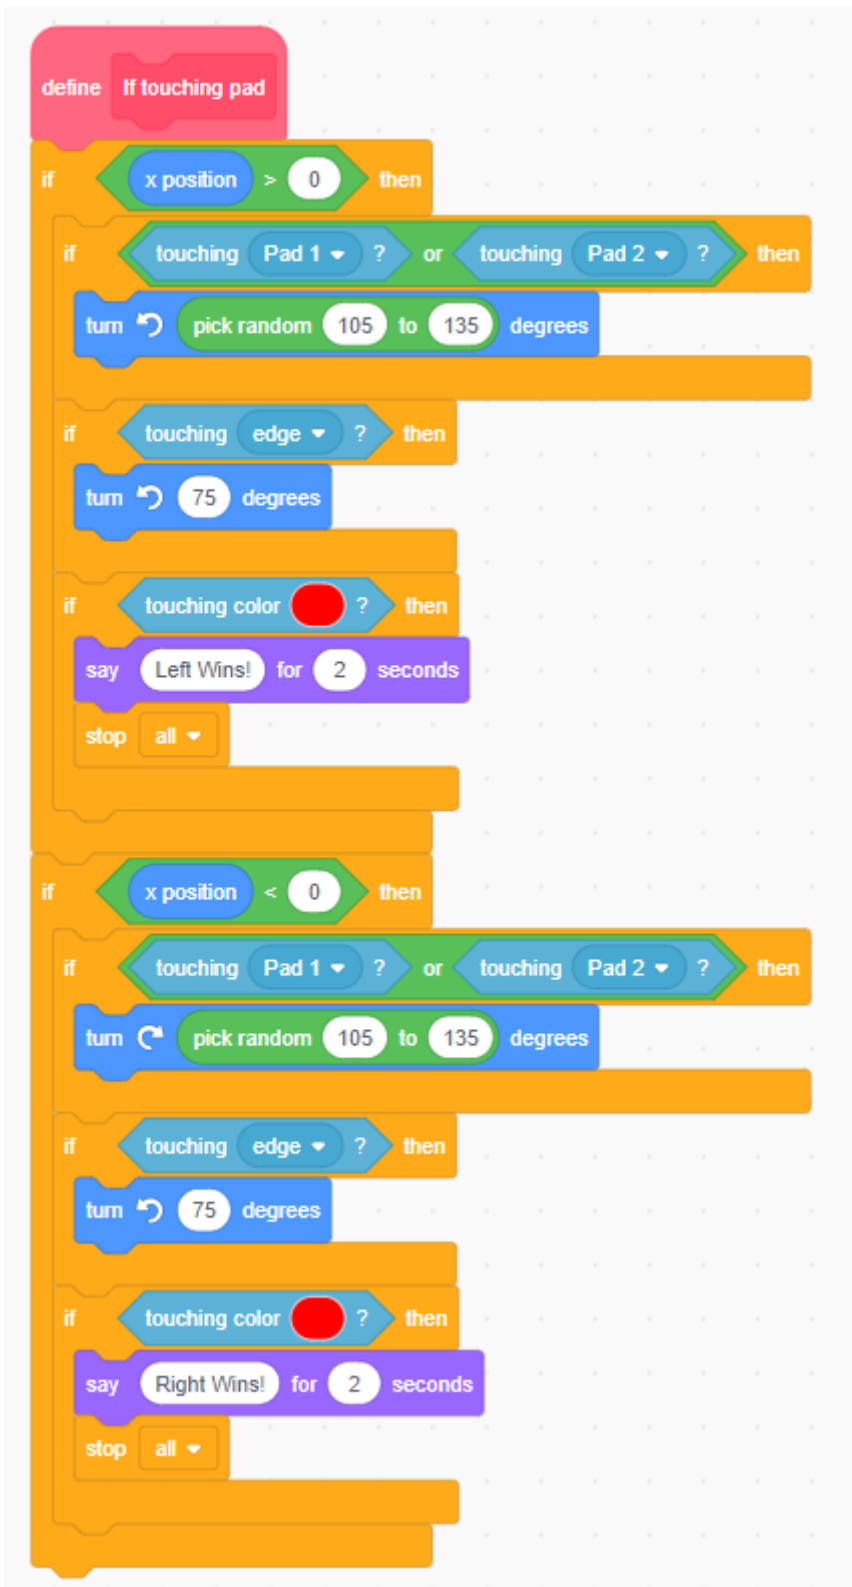 define If touching pad
if x position > 0 then
if touching Pad 1 ? or touching Pad 2 ? then
turn pick random 105 to 135 degrees
if touching edge ? then
turn 75 degrees
if touching color ? then
say Left Wins! for 2 seconds
stop all
if x position < 0 then
if touching Pad 1 ? or touching Pad 2 ? then
turn pick random 105 to 135 degrees
if touching edge ? then
turn 75 degrees
if touching color ? then
say Right Wins! for 2 seconds
stop all